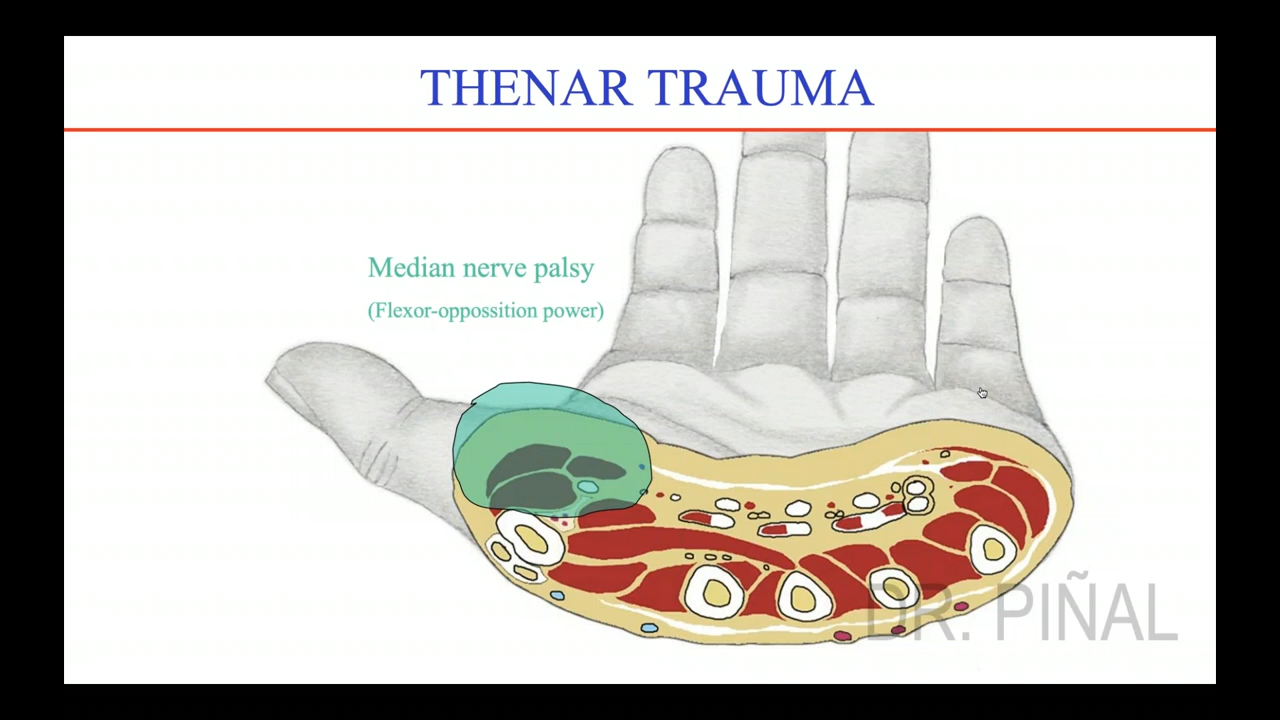 THENAR TRAUMA
Median nerve palsy
(Flexor-oppossition power)
DR. PIÑAL